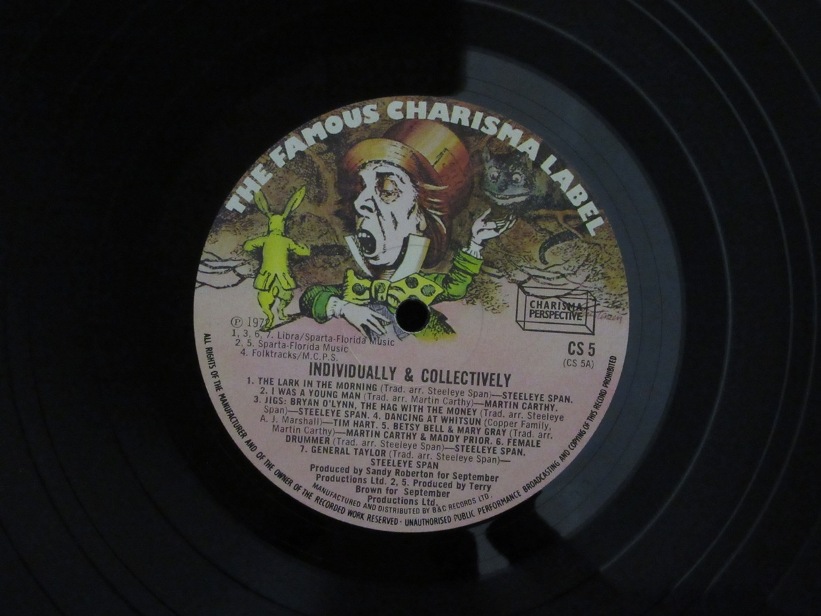 THE FAMOUS CHARISMA LABEL
CHARISMA
PERSPECTIVE
℗ 197
1, 3, 6, 7. Libra/Sparta-Florida Music
2, 5. Sparta-Florida Music
4. Folktracks/M.C.P.S.
CS 5
(CS 5A)
INDIVIDUALLY & COLLECTIVELY
1. THE LARK IN THE MORNING (Trad. arr. Steeleye Span)—STEELEYE SPAN.
2. I WAS A YOUNG MAN (Trad. arr. Martin Carthy)—MARTIN CARTHY.
3. JIGS: BRYAN O'LYNN, THE HAG WITH THE MONEY (Trad. arr. Steeleye
Span)—STEELEYE SPAN. 4. DANCING AT WHITSUN (Copper Family,
A. J. Marshall)—TIM HART. 5. BETSY BELL & MARY GRAY (Trad. arr.
Martin Carthy)—MARTIN CARTHY & MADDY PRIOR. 6. FEMALE
DRUMMER (Trad. arr. Steeleye Span)—STEELEYE SPAN.
7. GENERAL TAYLOR (Trad. arr. Steeleye Span)—
STEELEYE SPAN
Produced by Sandy Roberton for September
Productions Ltd. 2, 5. Produced by Terry
Brown for September
Productions Ltd.
MANUFACTURED AND DISTRIBUTED BY B&C RECORDS LTD.
ALL RIGHTS OF THE MANUFACTURER AND OF THE OWNER OF THE RECORDED WORK RESERVED · UNAUTHORISED PUBLIC PERFORMANCE BROADCASTING AND COPYING OF THIS RECORD PROHIBITED